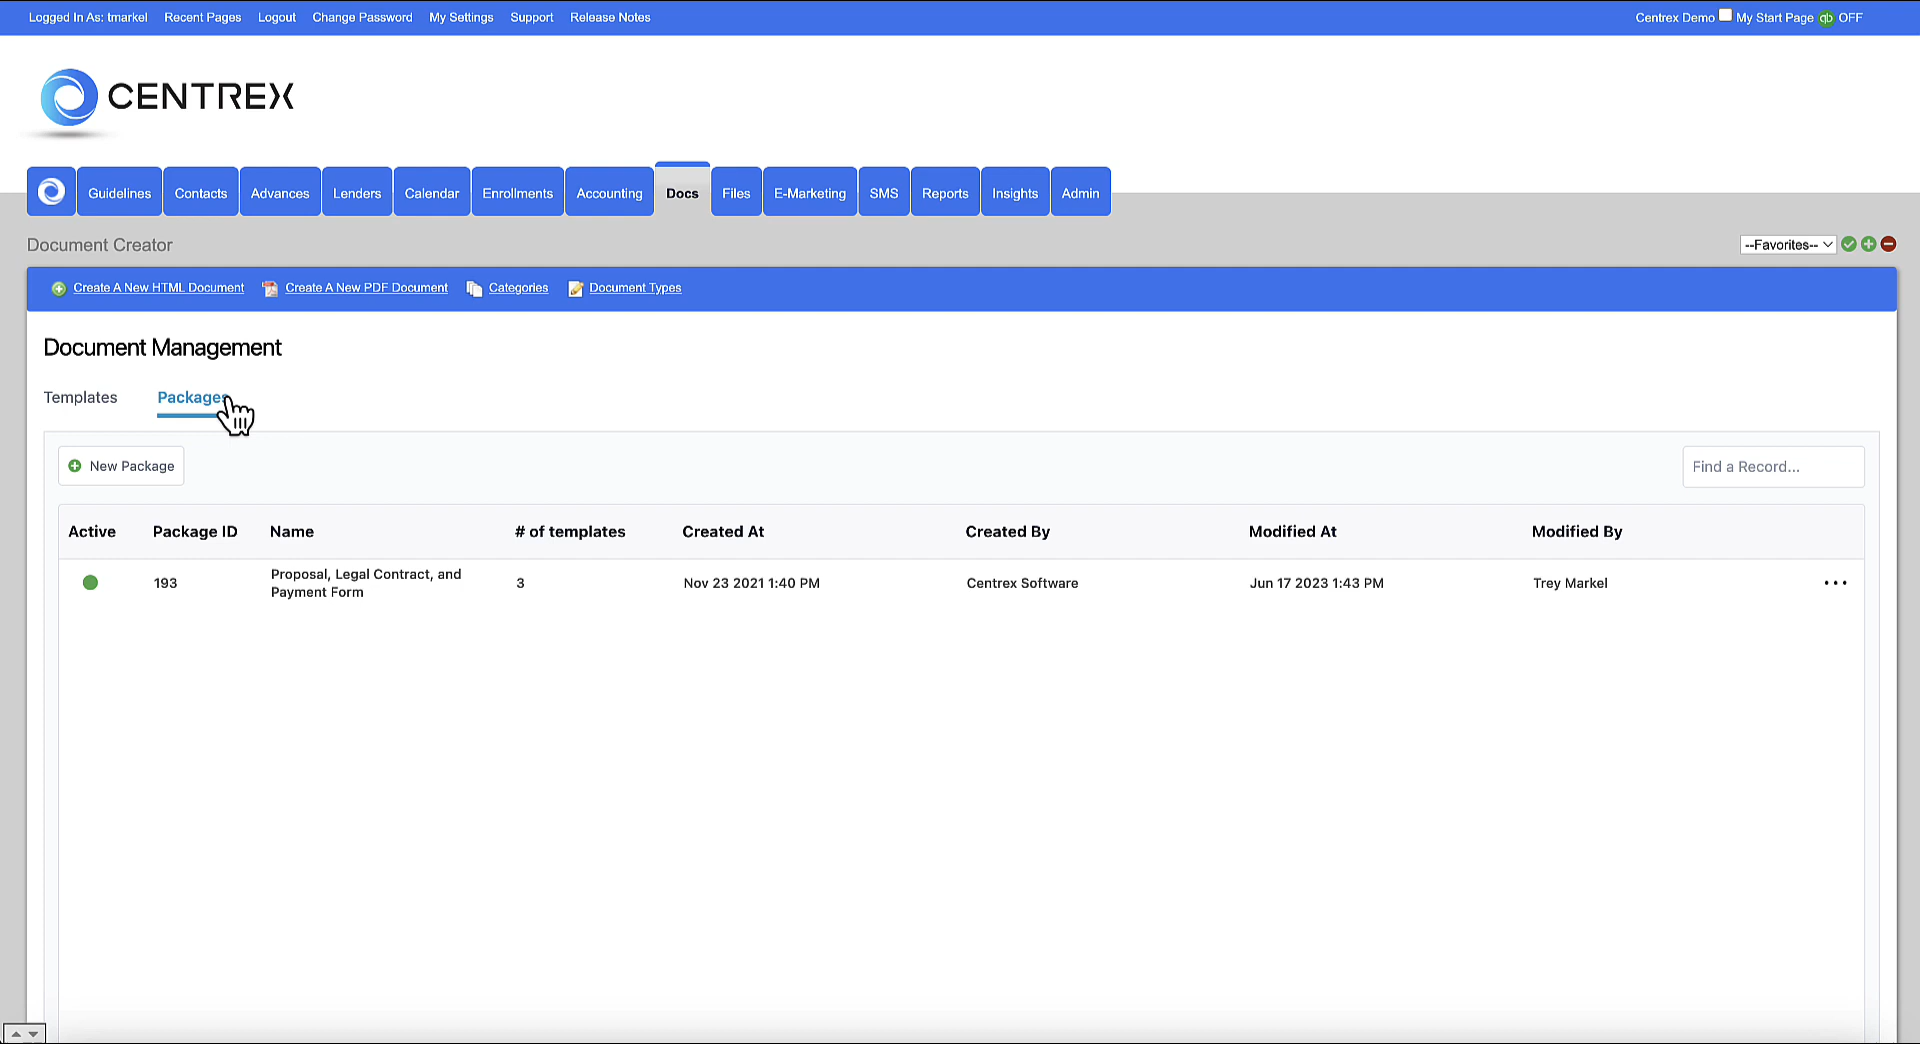 Logged In As: tmarkel Recent Pages Logout Change Password My Settings Support Release Notes Centrex Demo My Start Page qb OFF
CENTREX
Guidelines Contacts Advances Lenders Calendar Enrollments Accounting Docs Files E-Marketing SMS Reports Insights Admin
Document Creator --Favorites--
Create A New HTML Document Create A New PDF Document Categories Document Types
Document Management
Templates Packages
New Package Find a Record...
Active Package ID Name # of templates Created At Created By Modified At Modified By
193 Proposal, Legal Contract, and 3 Nov 23 2021 1:40 PM Centrex Software Jun 17 2023 1:43 PM Trey Markel
Payment Form